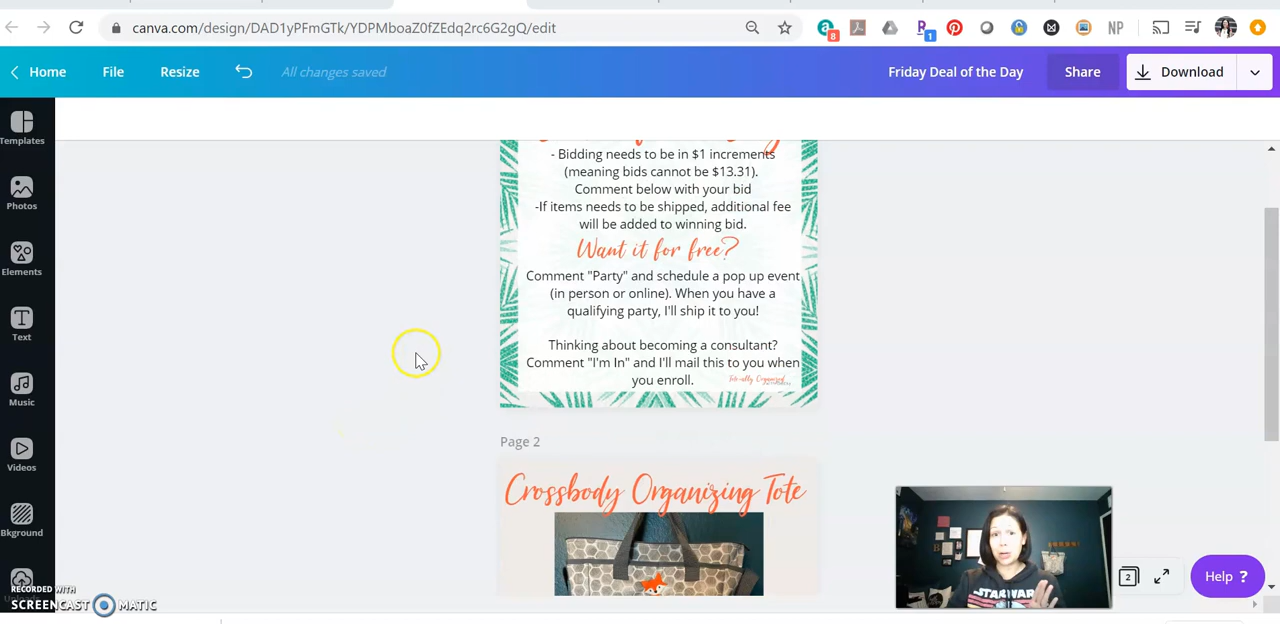 canva.com/design/DAD1yPFmGTk/YDPMboaZ0fZEdq2rc6G2gQ/edit
8
1
NP
Home
File
Resize
All changes saved
Friday Deal of the Day
Share
Download
Templates
Photos
Elements
Text
Music
Videos
Bkground
- Bidding needs to be in $1 increments
(meaning bids cannot be $13.31).
Comment below with your bid
-If items needs to be shipped, additional fee
will be added to winning bid.
Want it for free?
Comment "Party" and schedule a pop up event
(in person or online). When you have a
qualifying party, I'll ship it to you!
Thinking about becoming a consultant?
Comment "I'm In" and I'll mail this to you when
you enroll.
Page 2
Crossbody Organizing Tote
STAR
2
Help ?
RECORDED WITH
SCREENCAST MATIC